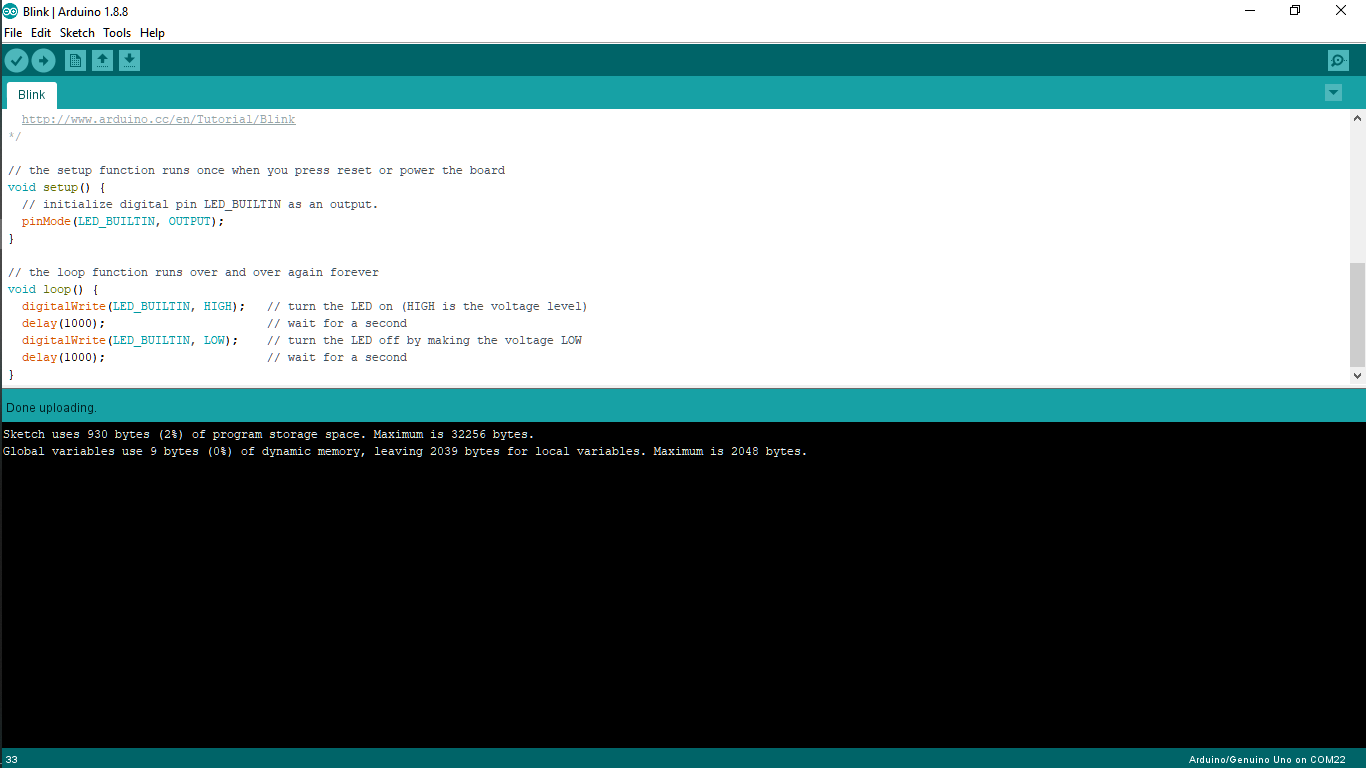 Blink | Arduino 1.8.8
File Edit Sketch Tools Help
Blink
  http://www.arduino.cc/en/Tutorial/Blink
*/
// the setup function runs once when you press reset or power the board
void setup() {
  // initialize digital pin LED_BUILTIN as an output.
  pinMode(LED_BUILTIN, OUTPUT);
}
// the loop function runs over and over again forever
void loop() {
  digitalWrite(LED_BUILTIN, HIGH);   // turn the LED on (HIGH is the voltage level)
  delay(1000);                       // wait for a second
  digitalWrite(LED_BUILTIN, LOW);    // turn the LED off by making the voltage LOW
  delay(1000);                       // wait for a second
}
Done uploading.
Sketch uses 930 bytes (2%) of program storage space. Maximum is 32256 bytes.
Global variables use 9 bytes (0%) of dynamic memory, leaving 2039 bytes for local variables. Maximum is 2048 bytes.
33 Arduino/Genuino Uno on COM22